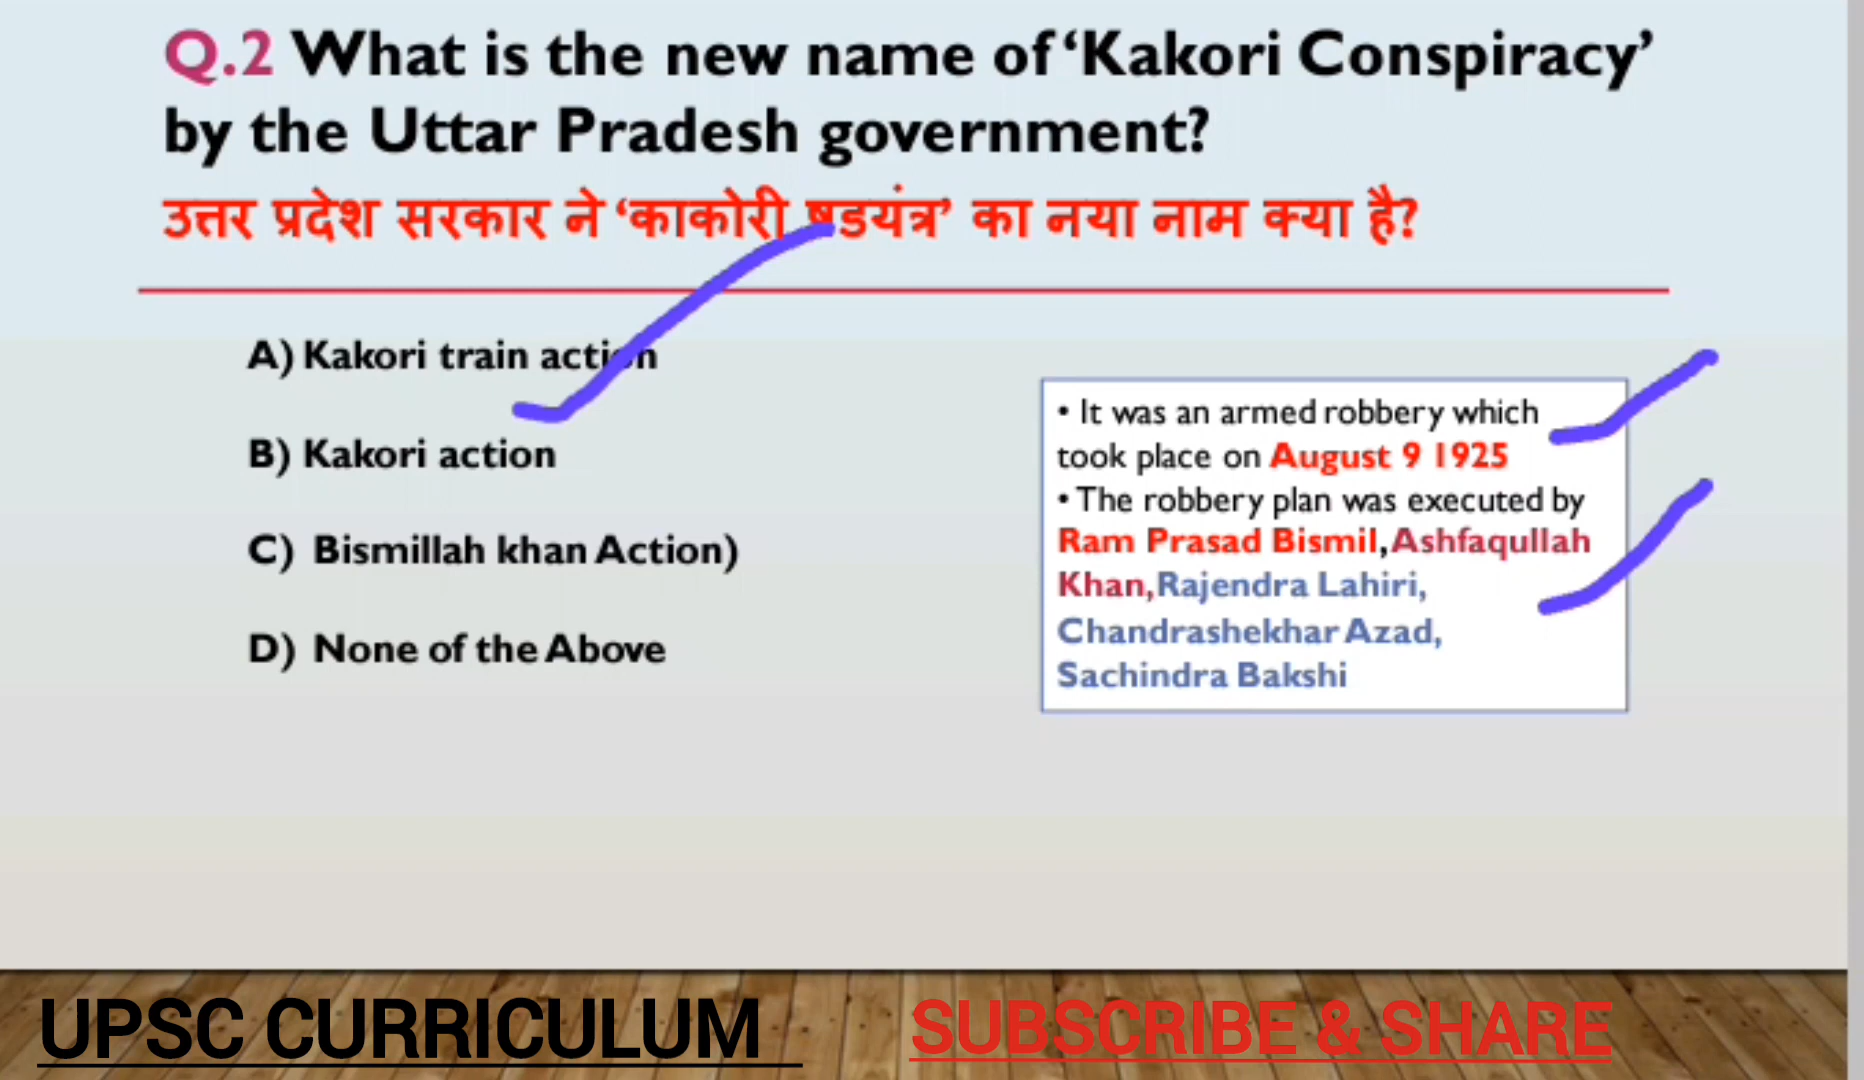 Q.2 What is the new name of ‘Kakori Conspiracy’
by the Uttar Pradesh government?
उत्तर प्रदेश सरकार ने ‘काकोरी षडयंत्र’ का नया नाम क्या है?
A) Kakori train action
B) Kakori action
C) Bismillah khan Action)
D) None of the Above
• It was an armed robbery which
took place on August 9 1925
• The robbery plan was executed by
Ram Prasad Bismil, Ashfaqullah
Khan, Rajendra Lahiri,
Chandrashekhar Azad,
Sachindra Bakshi
UPSC CURRICULUM
SUBSCRIBE & SHARE